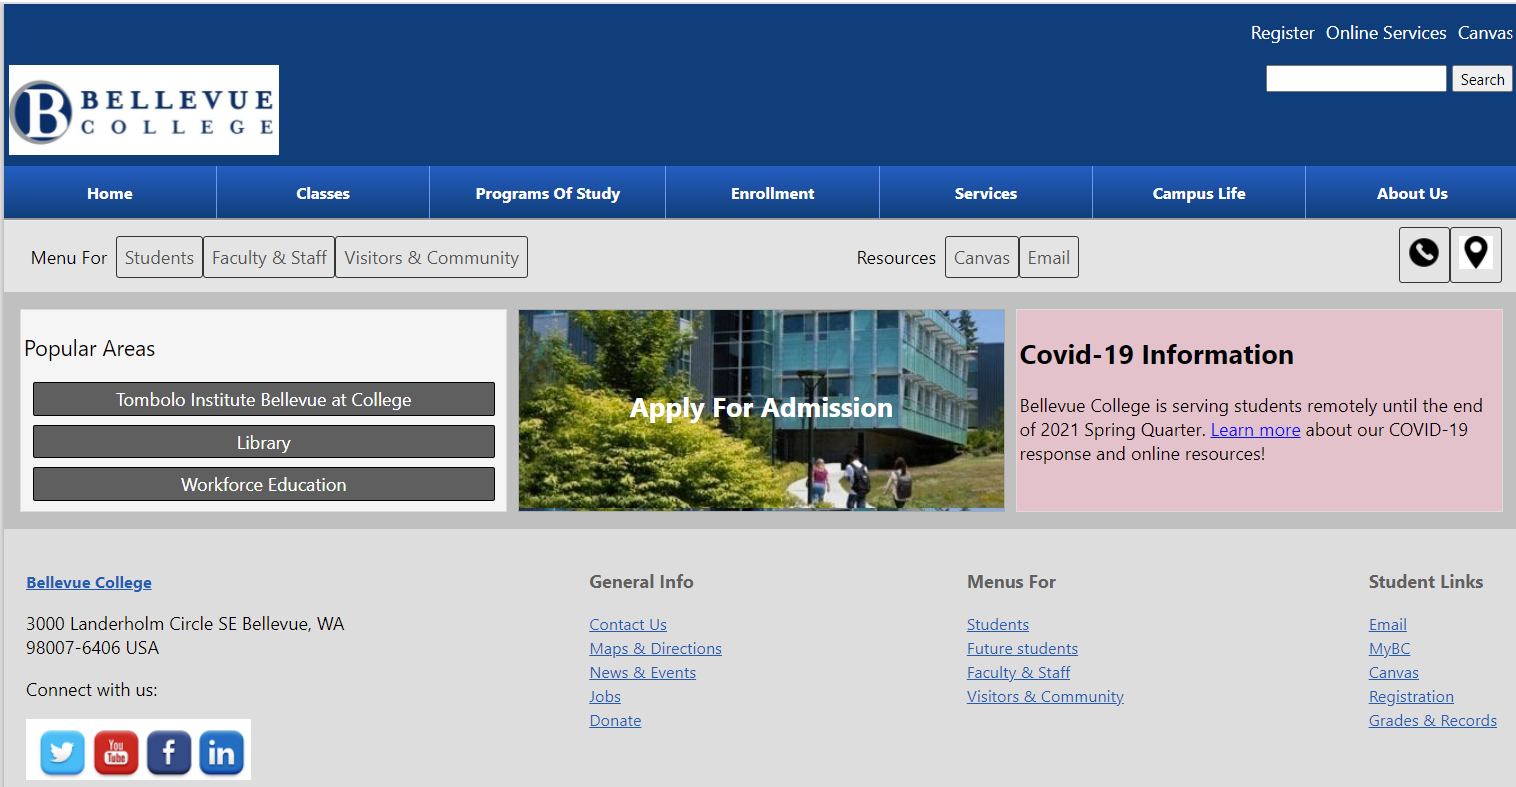 Register Online Services Canvas
Search
B BELLEVUE
COLLEGE
Home Classes Programs Of Study Enrollment Services Campus Life About Us
Menu For Students Faculty & Staff Visitors & Community Resources Canvas Email
Popular Areas
Tombolo Institute Bellevue at College
Library
Workforce Education
Apply For Admission
Covid-19 Information
Bellevue College is serving students remotely until the end
of 2021 Spring Quarter. Learn more about our COVID-19
response and online resources!
Bellevue College
3000 Landerholm Circle SE Bellevue, WA
98007-6406 USA
Connect with us:
You
Tube
f
in
General Info
Contact Us
Maps & Directions
News & Events
Jobs
Donate
Menus For
Students
Future students
Faculty & Staff
Visitors & Community
Student Links
Email
MyBC
Canvas
Registration
Grades & Records